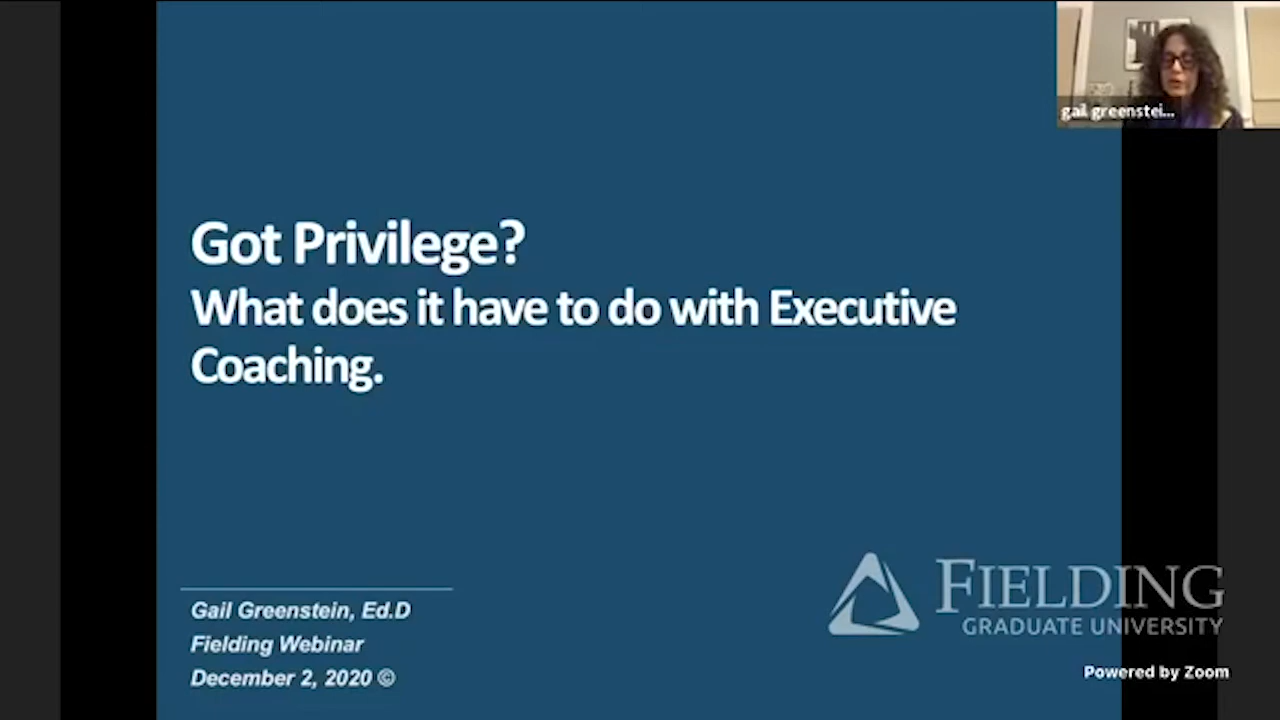 gail greenstei...
Got Privilege?
What does it have to do with Executive
Coaching.
Gail Greenstein, Ed.D
Fielding Webinar
December 2, 2020 ©
FIELDING
GRADUATE UNIVERSITY
Powered by Zoom